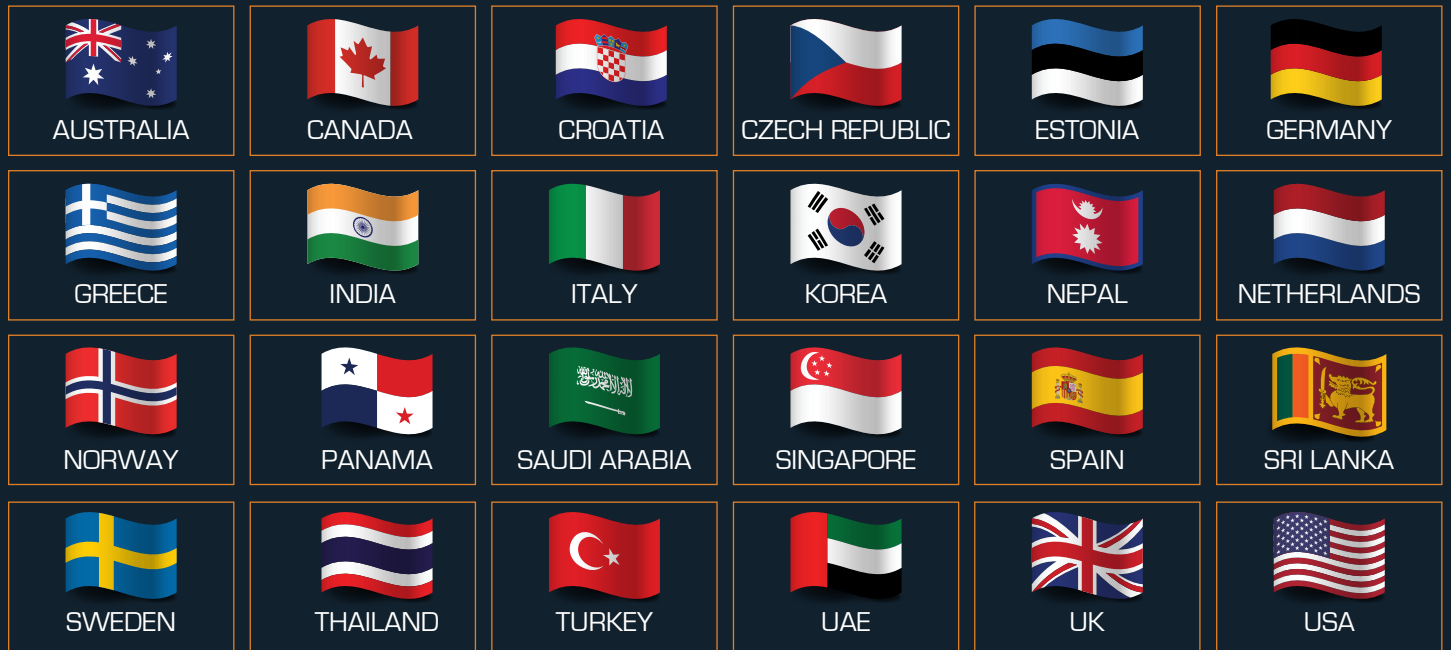 AUSTRALIA
CANADA
CROATIA
CZECH REPUBLIC
ESTONIA
GERMANY
GREECE
INDIA
ITALY
KOREA
NEPAL
NETHERLANDS
NORWAY
PANAMA
SAUDI ARABIA
SINGAPORE
SPAIN
SRI LANKA
SWEDEN
THAILAND
TURKEY
UAE
UK
USA